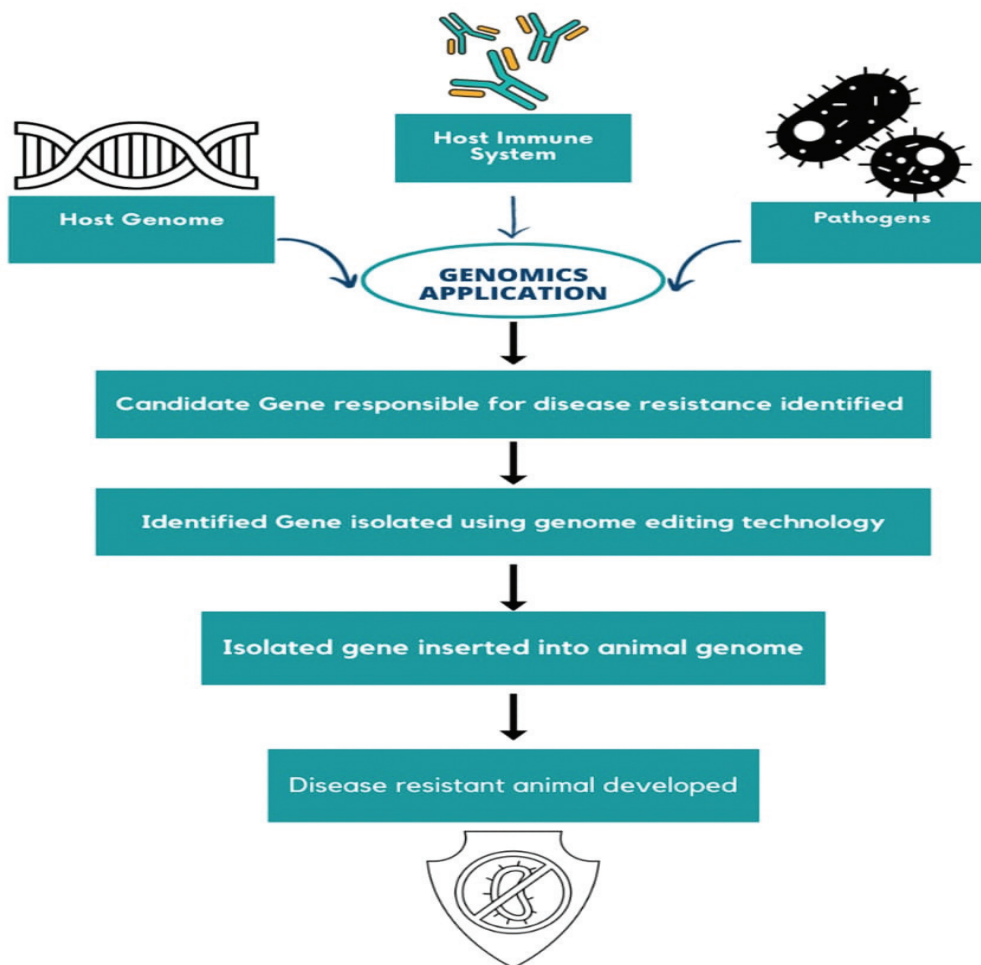 Host Immune
System
Host Genome
Pathogens
GENOMICS
APPLICATION
Candidate Gene responsible for disease resistance identified
Identified Gene isolated using genome editing technology
Isolated gene inserted into animal genome
Disease resistant animal developed